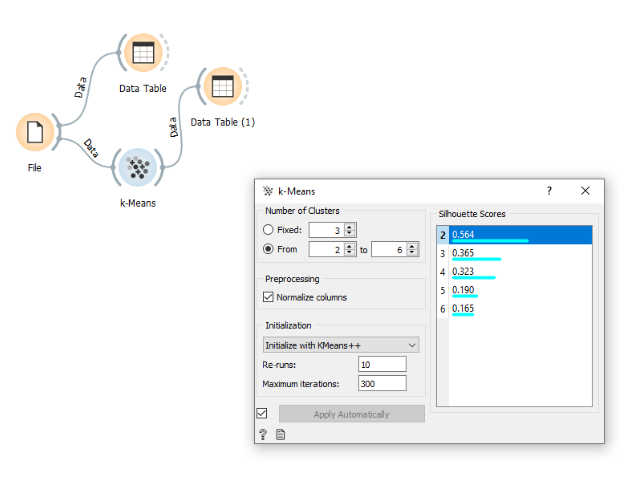 Data
Data Table
Data
Data Table (1)
Data
File
k-Means
k-Means
?
Number of Clusters
Fixed: 3
From 2 to 6
Preprocessing
Normalize columns
Initialization
Initialize with KMeans++
Re-runs: 10
Maximum iterations: 300
Apply Automatically
?
Silhouette Scores
2 0.564
3 0.365
4 0.323
5 0.190
6 0.165